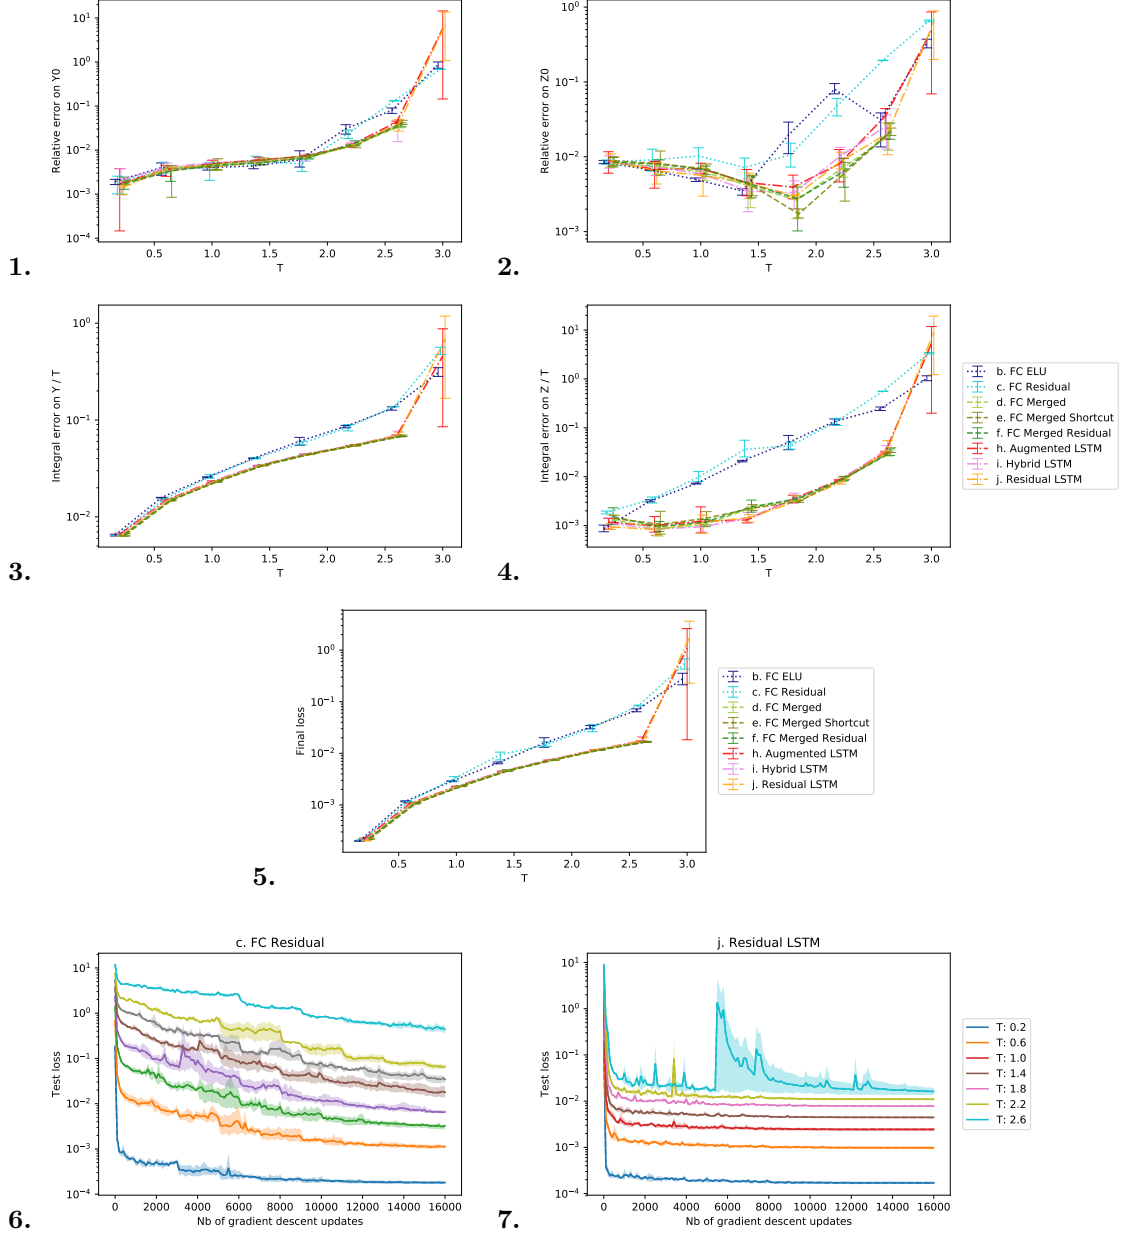 Relative error on Y0
10^1
10^0
10^−1
10^−2
10^−3
10^−4
0.5 1.0 1.5 2.0 2.5 3.0
T
1.
Relative error on Z0
10^0
10^−1
10^−2
10^−3
0.5 1.0 1.5 2.0 2.5 3.0
T
2.
Integral error on Y / T
10^0
10^−1
10^−2
0.5 1.0 1.5 2.0 2.5 3.0
T
3.
Integral error on Z / T
10^1
10^0
10^−1
10^−2
10^−3
0.5 1.0 1.5 2.0 2.5 3.0
T
4.
b. FC ELU
c. FC Residual
d. FC Merged
e. FC Merged Shortcut
f. FC Merged Residual
h. Augmented LSTM
i. Hybrid LSTM
j. Residual LSTM
Final loss
10^0
10^−1
10^−2
10^−3
0.5 1.0 1.5 2.0 2.5 3.0
T
5.
b. FC ELU
c. FC Residual
d. FC Merged
e. FC Merged Shortcut
f. FC Merged Residual
h. Augmented LSTM
i. Hybrid LSTM
j. Residual LSTM
c. FC Residual
Test loss
10^1
10^0
10^−1
10^−2
10^−3
10^−4
0 2000 4000 6000 8000 10000 12000 14000 16000
Nb of gradient descent updates
6.
j. Residual LSTM
Test loss
10^1
10^0
10^−1
10^−2
10^−3
10^−4
0 2000 4000 6000 8000 10000 12000 14000 16000
Nb of gradient descent updates
7.
T: 0.2
T: 0.6
T: 1.0
T: 1.4
T: 1.8
T: 2.2
T: 2.6